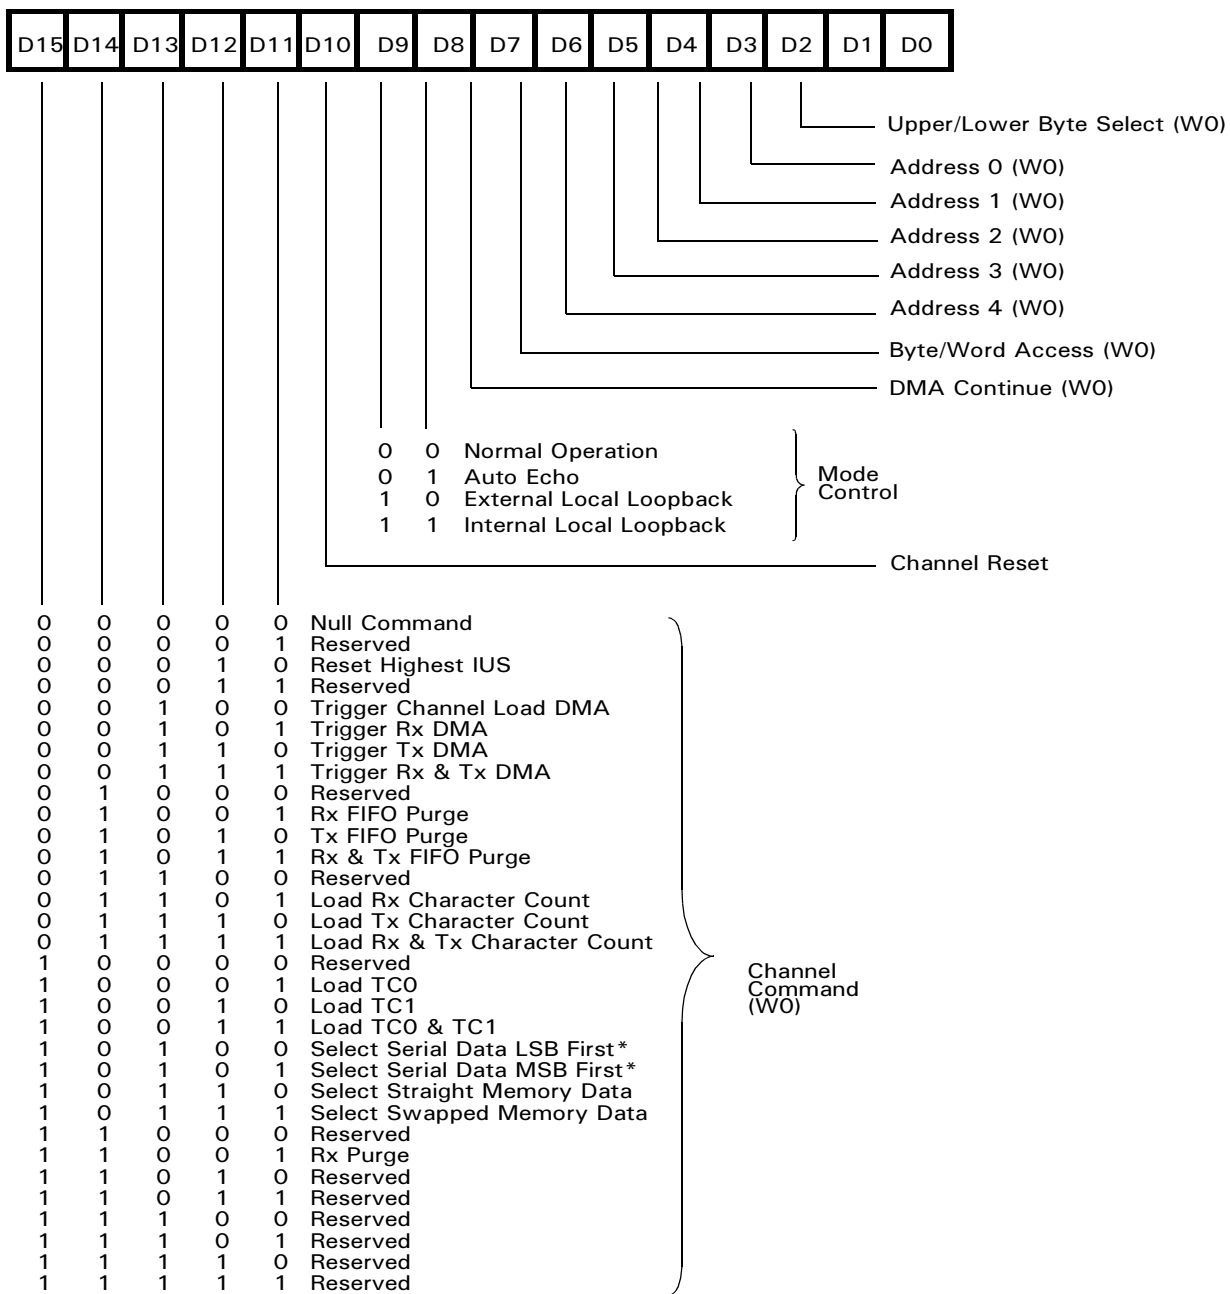 D15 D14 D13 D12 D11 D10 D9 D8 D7 D6 D5 D4 D3 D2 D1 D0
Upper/Lower Byte Select (W0)
Address 0 (W0)
Address 1 (W0)
Address 2 (W0)
Address 3 (W0)
Address 4 (W0)
Byte/Word Access (W0)
DMA Continue (W0)
0 0 Normal Operation
0 1 Auto Echo
1 0 External Local Loopback
1 1 Internal Local Loopback
Mode
Control
Channel Reset
0 0 0 0 0 Null Command
0 0 0 0 1 Reserved
0 0 0 1 0 Reset Highest IUS
0 0 0 1 1 Reserved
0 0 1 0 0 Trigger Channel Load DMA
0 0 1 0 1 Trigger Rx DMA
0 0 1 1 0 Trigger Tx DMA
0 0 1 1 1 Trigger Rx & Tx DMA
0 1 0 0 0 Reserved
0 1 0 0 1 Rx FIFO Purge
0 1 0 1 0 Tx FIFO Purge
0 1 0 1 1 Rx & Tx FIFO Purge
0 1 1 0 0 Reserved
0 1 1 0 1 Load Rx Character Count
0 1 1 1 0 Load Tx Character Count
0 1 1 1 1 Load Rx & Tx Character Count
1 0 0 0 0 Reserved
1 0 0 0 1 Load TC0
1 0 0 1 0 Load TC1
1 0 0 1 1 Load TC0 & TC1
1 0 1 0 0 Select Serial Data LSB First*
1 0 1 0 1 Select Serial Data MSB First*
1 0 1 1 0 Select Straight Memory Data
1 0 1 1 1 Select Swapped Memory Data
1 1 0 0 0 Reserved
1 1 0 0 1 Rx Purge
1 1 0 1 0 Reserved
1 1 0 1 1 Reserved
1 1 1 0 0 Reserved
1 1 1 0 1 Reserved
1 1 1 1 0 Reserved
1 1 1 1 1 Reserved
Channel
Command
(W0)